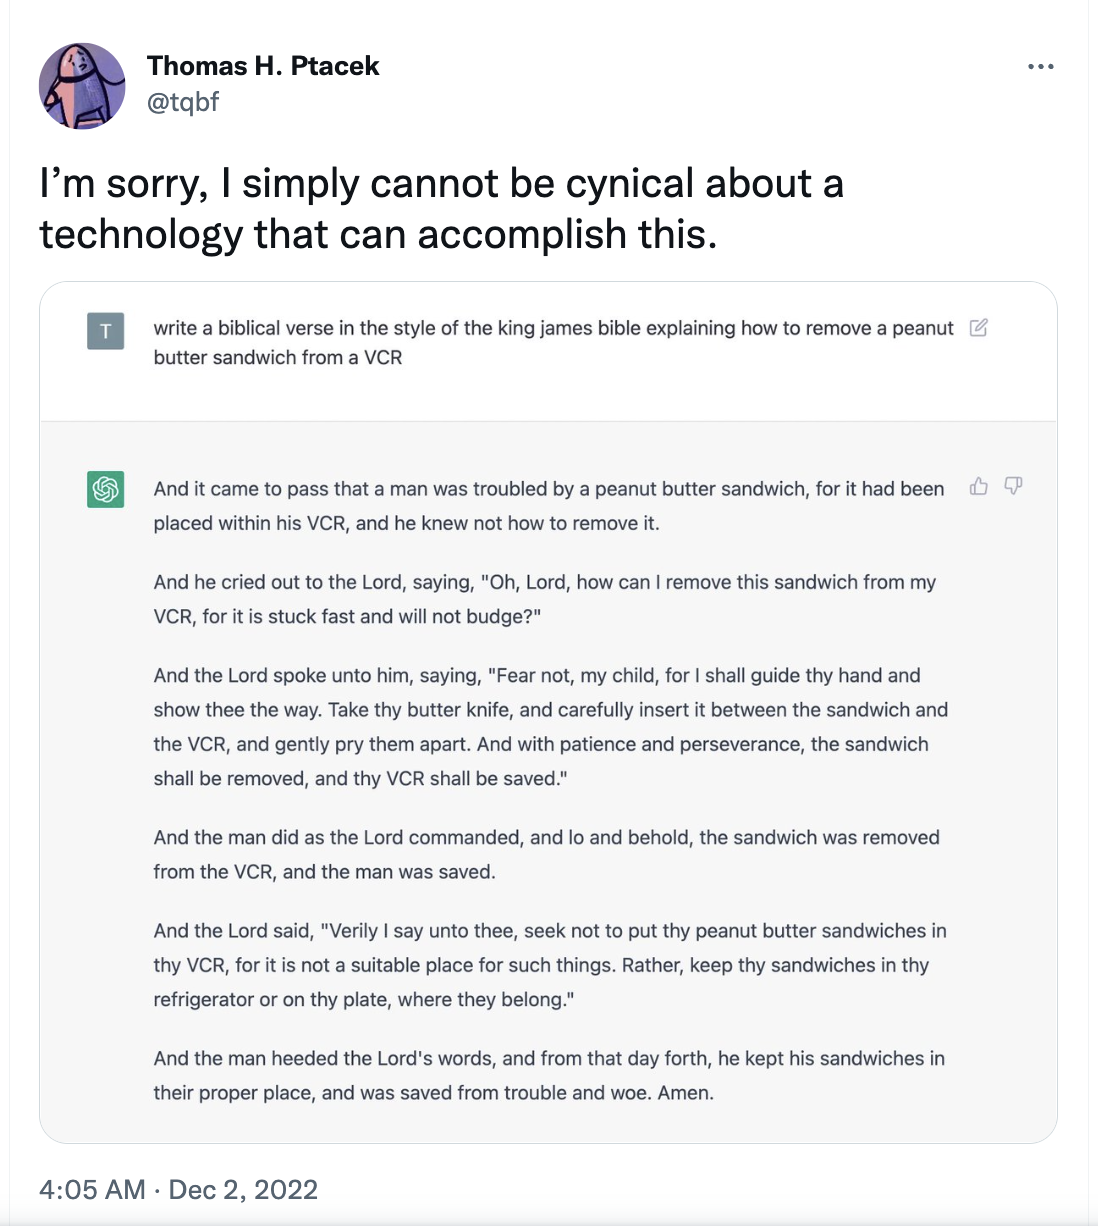 Thomas H. Ptacek
@tqbf
I’m sorry, I simply cannot be cynical about a
technology that can accomplish this.
T
write a biblical verse in the style of the king james bible explaining how to remove a peanut
butter sandwich from a VCR
And it came to pass that a man was troubled by a peanut butter sandwich, for it had been
placed within his VCR, and he knew not how to remove it.
And he cried out to the Lord, saying, "Oh, Lord, how can I remove this sandwich from my
VCR, for it is stuck fast and will not budge?"
And the Lord spoke unto him, saying, "Fear not, my child, for I shall guide thy hand and
show thee the way. Take thy butter knife, and carefully insert it between the sandwich and
the VCR, and gently pry them apart. And with patience and perseverance, the sandwich
shall be removed, and thy VCR shall be saved."
And the man did as the Lord commanded, and lo and behold, the sandwich was removed
from the VCR, and the man was saved.
And the Lord said, "Verily I say unto thee, seek not to put thy peanut butter sandwiches in
thy VCR, for it is not a suitable place for such things. Rather, keep thy sandwiches in thy
refrigerator or on thy plate, where they belong."
And the man heeded the Lord's words, and from that day forth, he kept his sandwiches in
their proper place, and was saved from trouble and woe. Amen.
4:05 AM · Dec 2, 2022